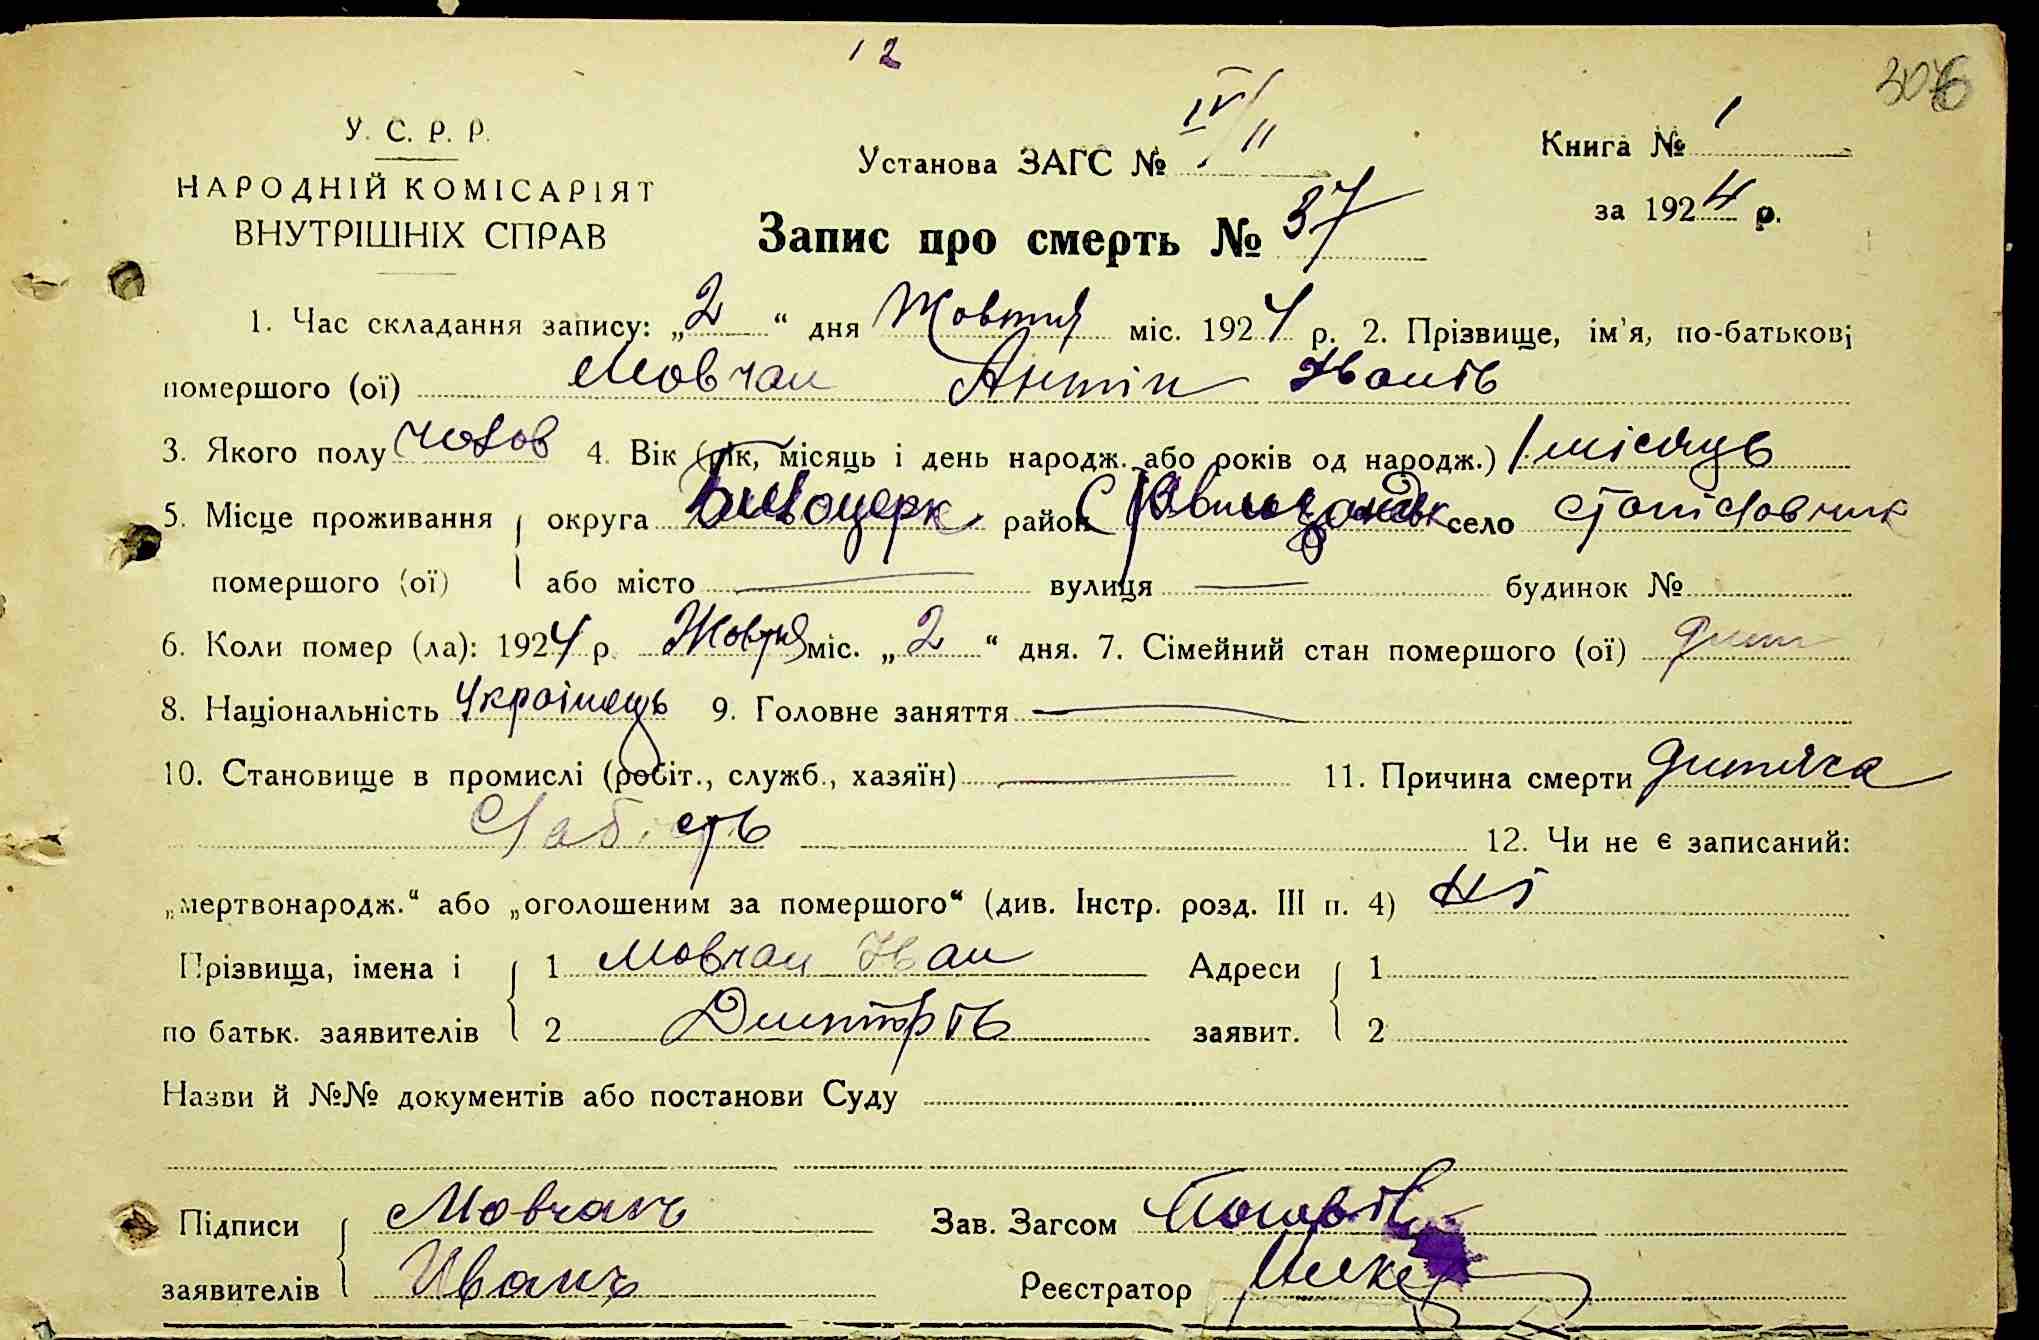 12
306
У. С. Р. Р.
НАРОДНІЙ КОМІСАРІЯТ
ВНУТРІШНІХ СПРАВ
Установа ЗАГС № IV/11
Книга № 1
за 1924 р.
Запис про смерть № 37
1. Час складання запису: „2“ дня Жовтня міс. 1924 р. 2. Прізвище, ім'я, по-батькові
помершого (ої) Мовчан Антін Іванів
3. Якого полу чолов 4. Вік (рік, місяць і день народж. або років од народж.) 1 місяць
5. Місце проживання округа Білоцерк район село Станіславчик
помершого (ої) або місто вулиця будинок №
6. Коли помер (ла): 1924 р. Жовтня міс. „2“ дня. 7. Сімейний стан помершого (ої) дит
8. Національність Українець 9. Головне заняття
10. Становище в промислі (робіт., служб., хазяїн) 11. Причина смерти дитяча
слабість 12. Чи не є записаний:
„мертвонародж.“ або „оголошеним за помершого“ (див. Інстр. розд. III п. 4) Ні
Прізвища, імена і 1 Мовчан Іван Адреси 1
по батьк. заявителів 2 Дмитрів заявит. 2
Назви й №№ документів або постанови Суду
Підписи Мовчанъ Зав. Загсом
заявителів Иванъ Реєстратор